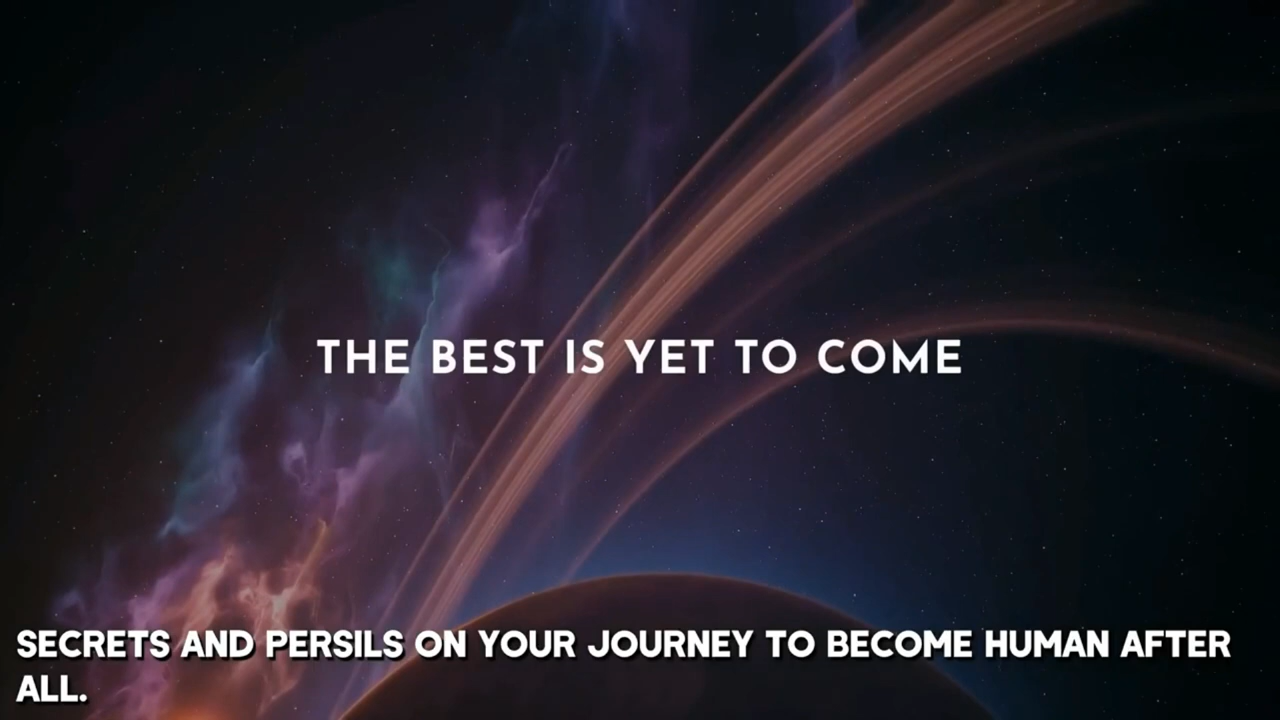 THE BEST IS YET TO COME
SECRETS AND PERSILS ON YOUR JOURNEY TO BECOME HUMAN AFTER
ALL.